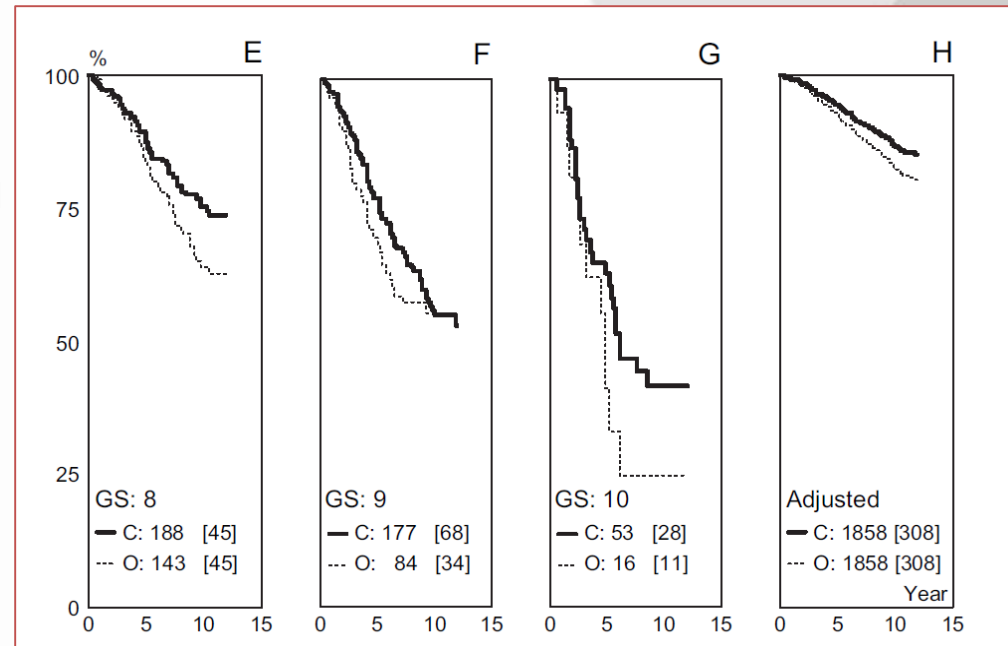 % E F G H
100
75
50
25
0
GS: 8
C: 188 [45]
O: 143 [45]
0 5 10 15
GS: 9
C: 177 [68]
O: 84 [34]
0 5 10 15
GS: 10
C: 53 [28]
O: 16 [11]
0 5 10 15
Adjusted
C: 1858 [308]
O: 1858 [308]
Year
0 5 10 15